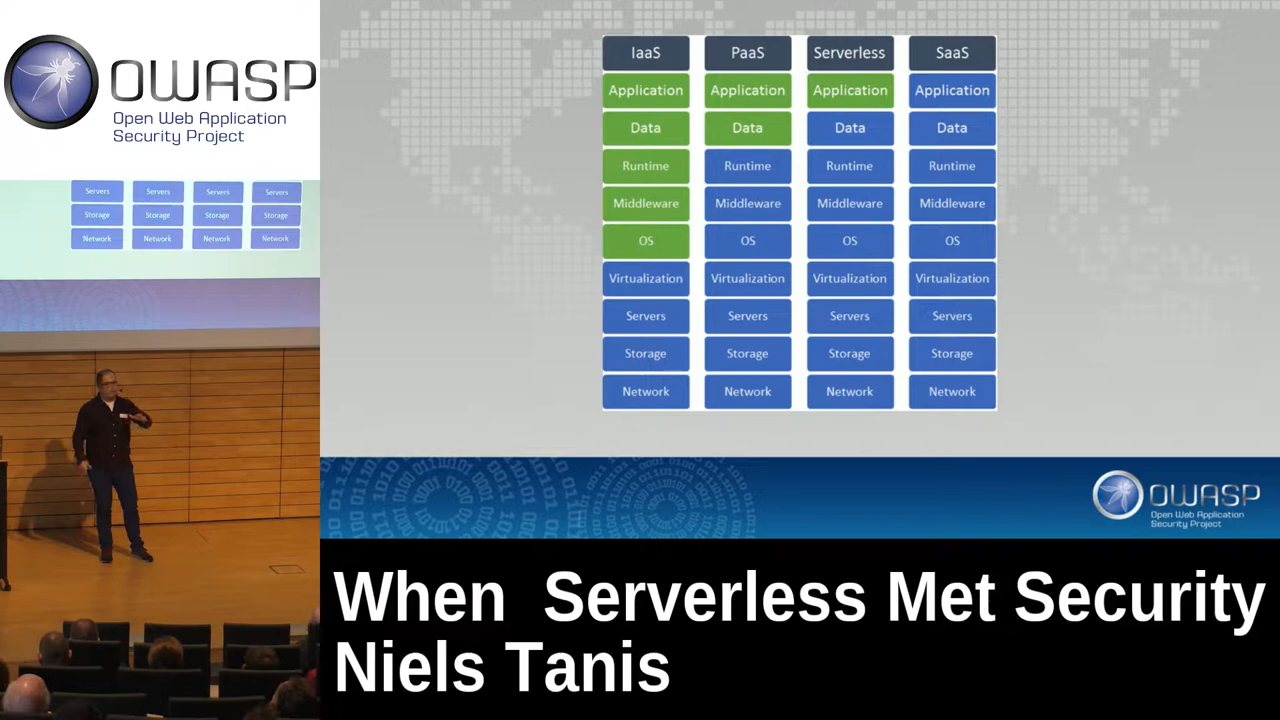 OWASP
Open Web Application
Security Project
Servers Servers Servers Servers
Storage Storage Storage Storage
Network Network Network Network
IaaS PaaS Serverless SaaS
Application Application Application Application
Data Data Data Data
Runtime Runtime Runtime Runtime
Middleware Middleware Middleware Middleware
OS OS OS OS
Virtualization Virtualization Virtualization Virtualization
Servers Servers Servers Servers
Storage Storage Storage Storage
Network Network Network Network
OWASP
Open Web Application
Security Project
When Serverless Met Security
Niels Tanis